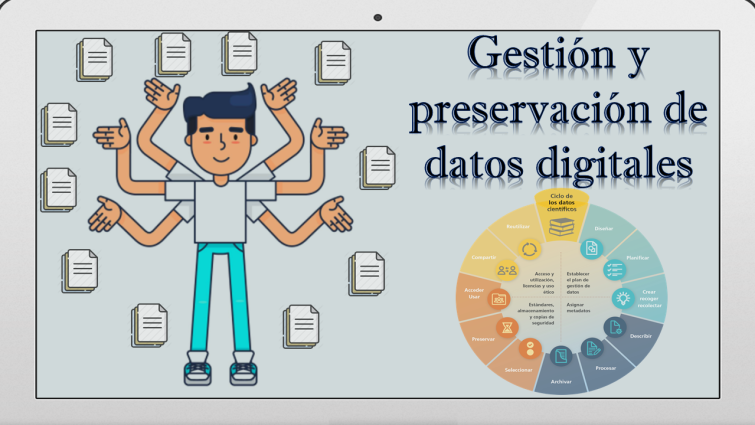 Gestión y
preservación de
datos digitales
Ciclo de
los datos
científicos
Diseñar
Planificar
Crear
recoger
recolectar
Describir
Procesar
Archivar
Seleccionar
Preservar
Acceder
Usar
Compartir
Reutilizar
Acceso y
utilización,
licencias y uso
ético
Establecer
el plan de
gestión de
datos
Estándares,
almacenamiento
y copias de
seguridad
Asignar
metadatos